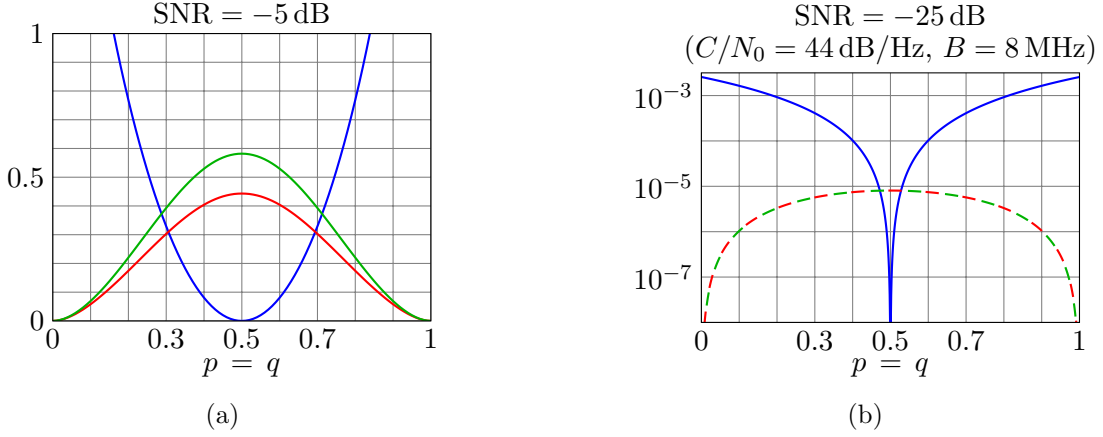 SNR = −5 dB
1
0.5
0
0 0.3 0.5 0.7 1
p = q
(a)
SNR = −25 dB
(C/N₀ = 44 dB/Hz, B = 8 MHz)
10⁻³
10⁻⁵
10⁻⁷
0 0.3 0.5 0.7 1
p = q
(b)